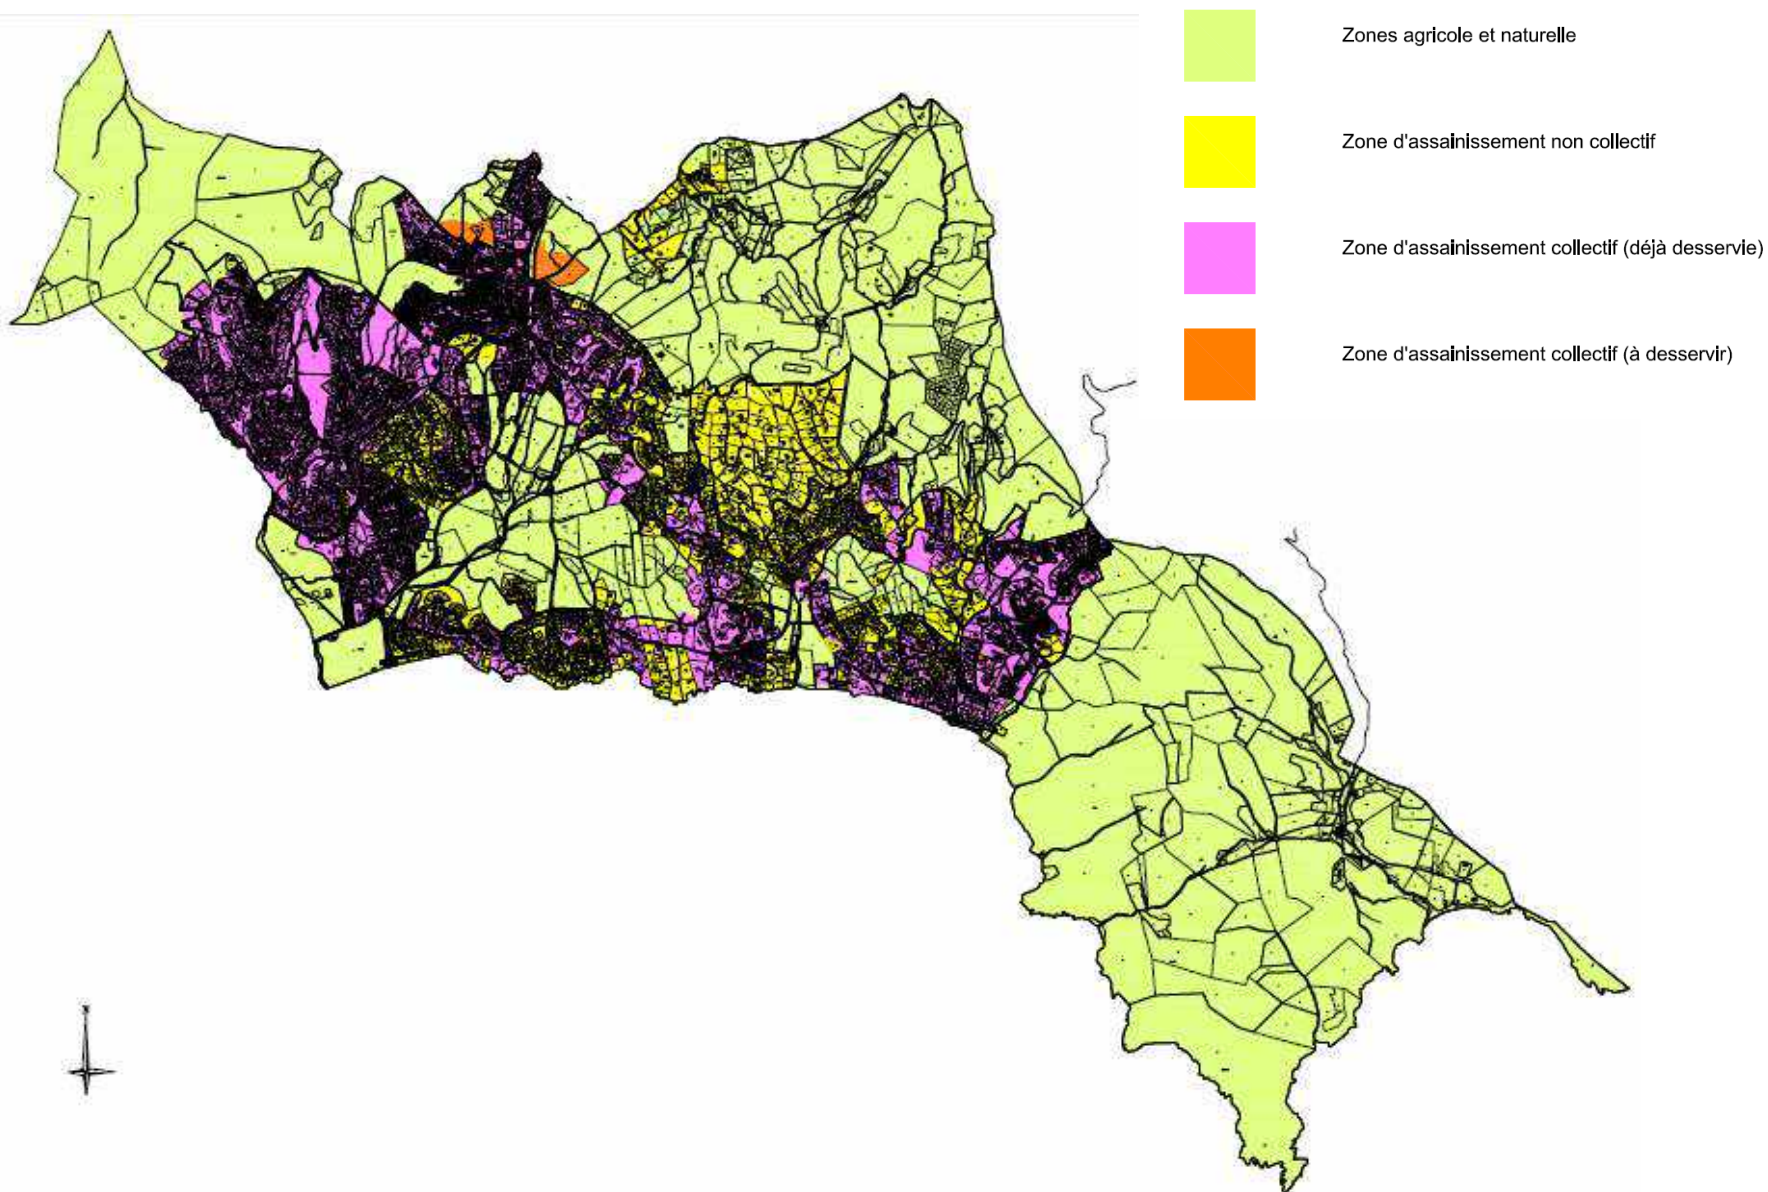 Zones agricole et naturelle
Zone d'assainissement non collectif
Zone d'assainissement collectif (déjà desservie)
Zone d'assainissement collectif (à desservir)
N